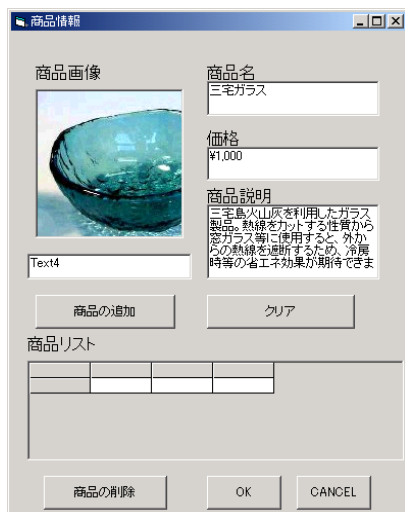 商品情報
商品画像
商品名
三宅ガラス
価格
¥1,000
商品説明
三宅島火山灰を利用したガラス
製品。熱線をカットする性質から
窓ガラス等に使用すると、外か
らの熱線を遮断するため、冷房
時等の省エネ効果が期待できま
Text4
商品の追加
クリア
商品リスト
商品の削除
OK
CANCEL